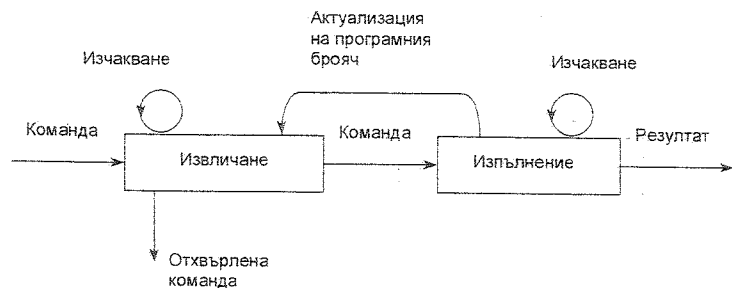 Актуализация
на програмния
брояч
Изчакване
Изчакване
Команда
Извличане
Команда
Изпълнение
Резултат
Отхвърлена
команда